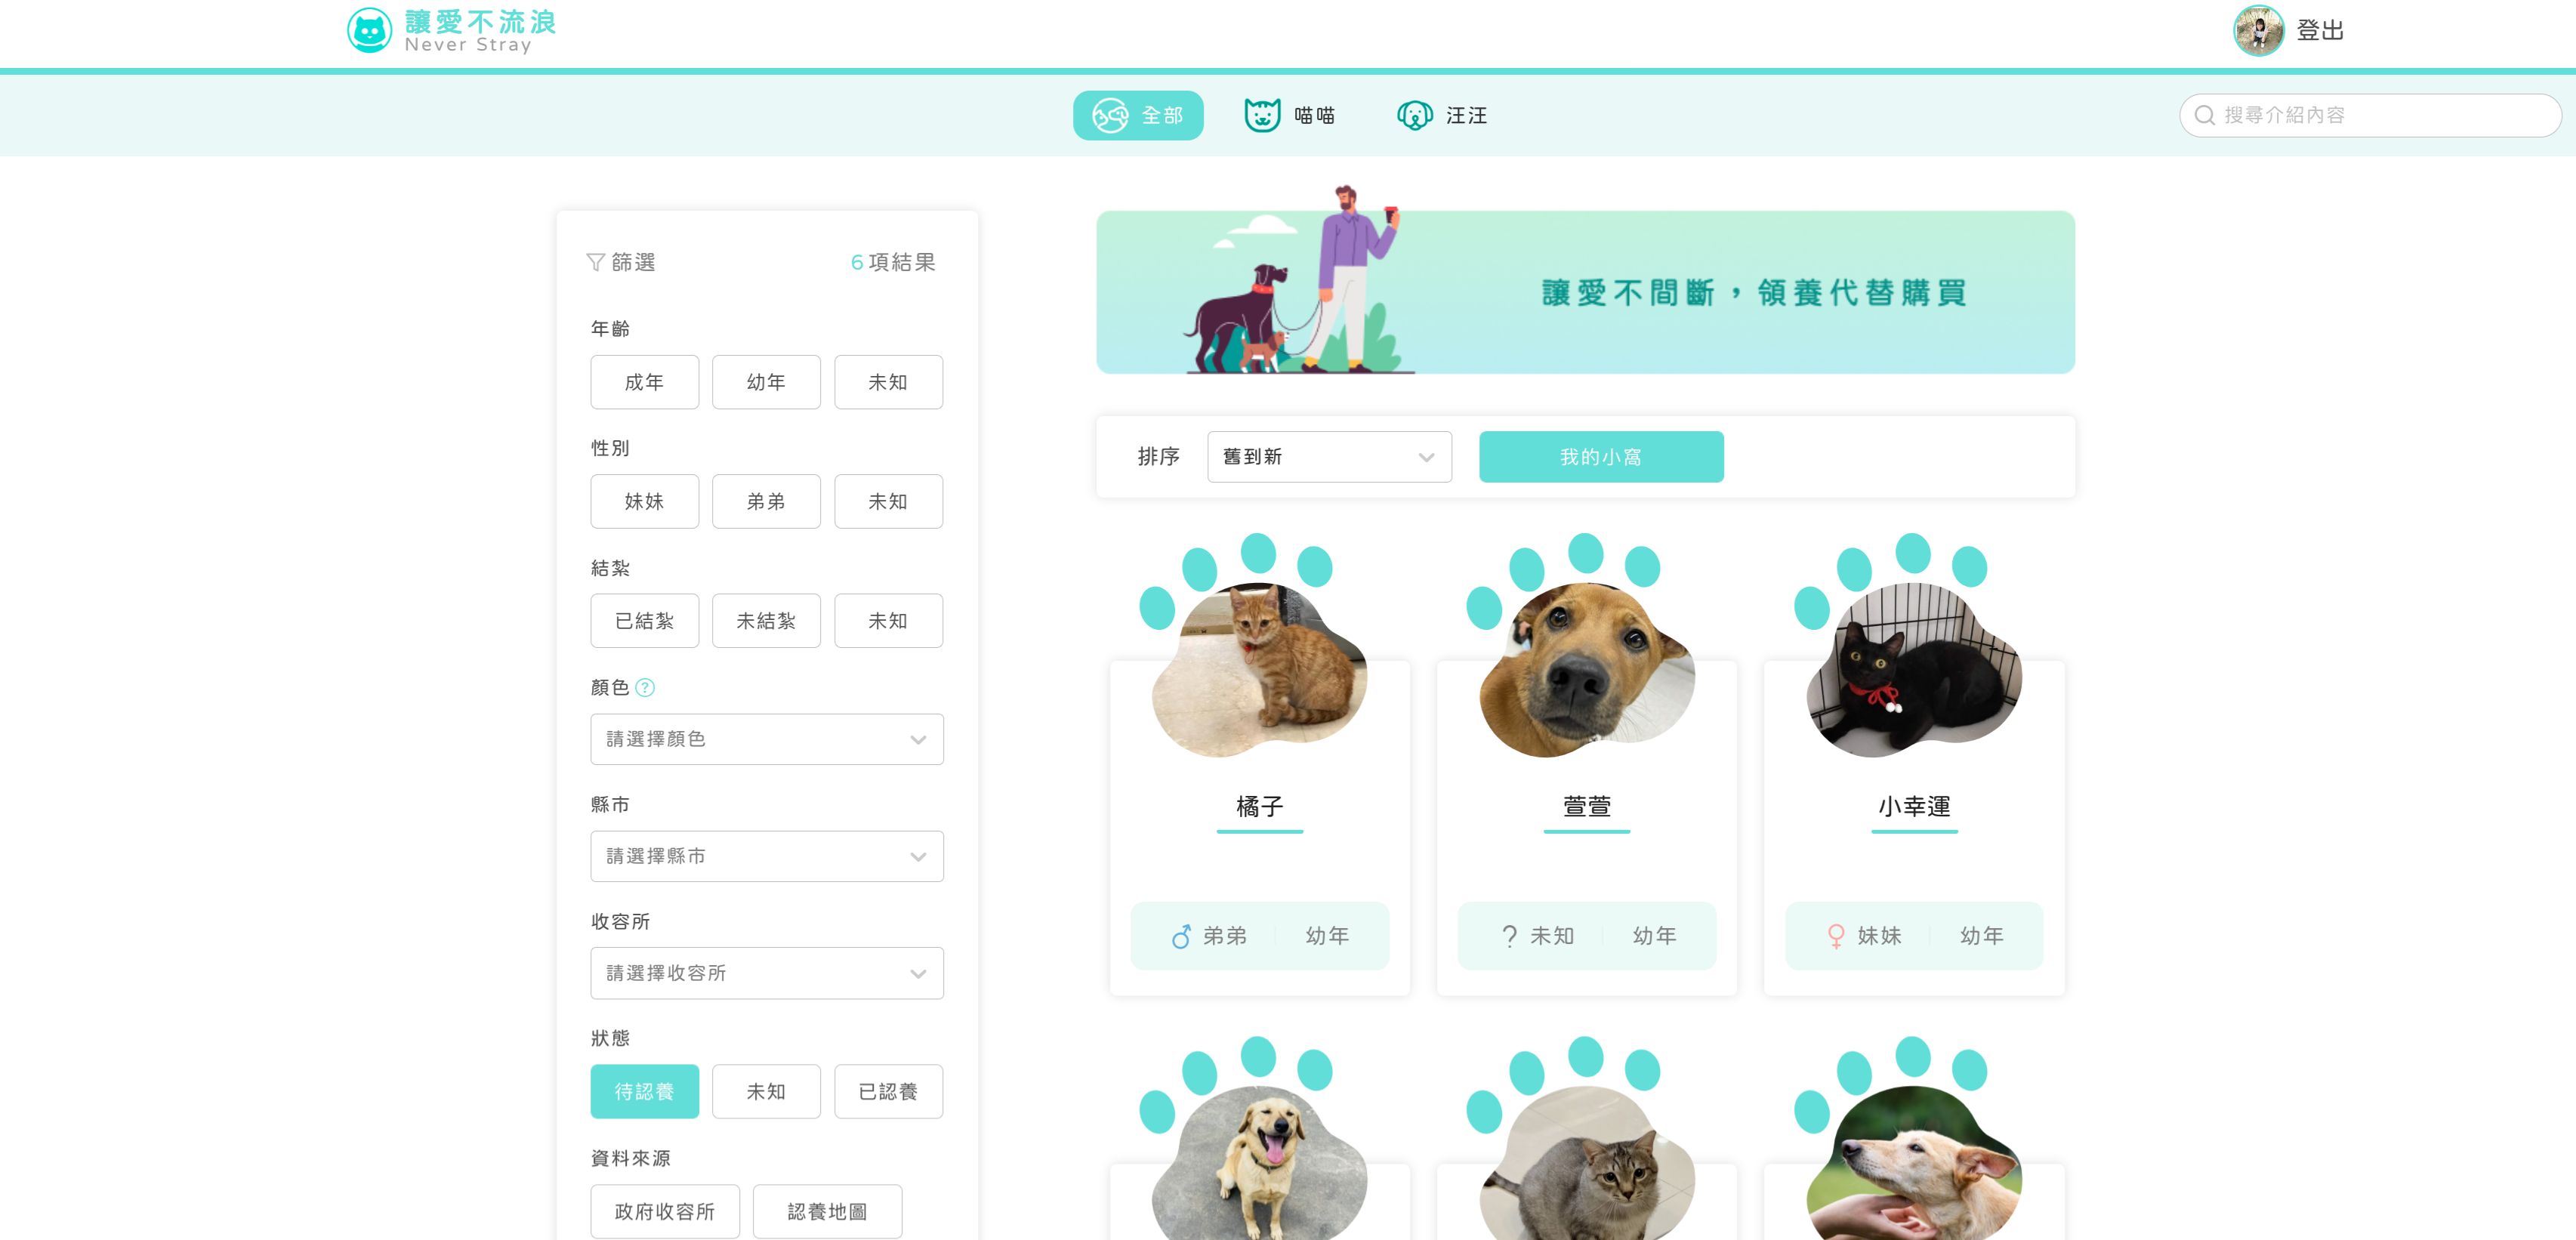 讓愛不流浪
Never Stray
登出
全部
喵喵
汪汪
搜尋介紹內容
篩選
6 項結果
年齡
成年
幼年
未知
性別
妹妹
弟弟
未知
結紮
已結紮
未結紮
未知
顏色 ?
請選擇顏色
縣市
請選擇縣市
收容所
請選擇收容所
狀態
待認養
未知
已認養
資料來源
政府收容所
認養地圖
讓愛不間斷，領養代替購買
排序
舊到新
我的小窩
橘子
弟弟
幼年
萱萱
? 未知
幼年
小幸運
妹妹
幼年